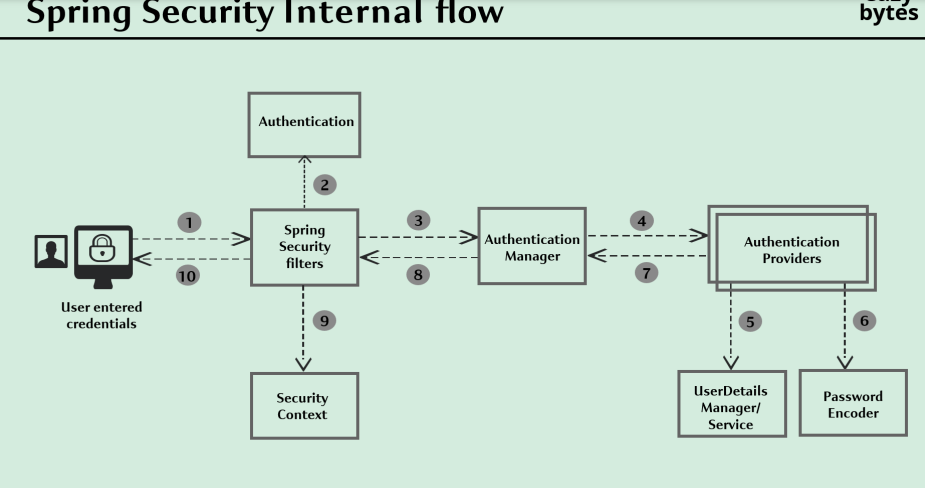 Spring Security Internal flow
bytes
Authentication
2
1
3
4
Spring
Security
filters
Authentication
Manager
Authentication
Providers
10
8
7
User entered
credentials
9
5
6
Security
Context
UserDetails
Manager/
Service
Password
Encoder